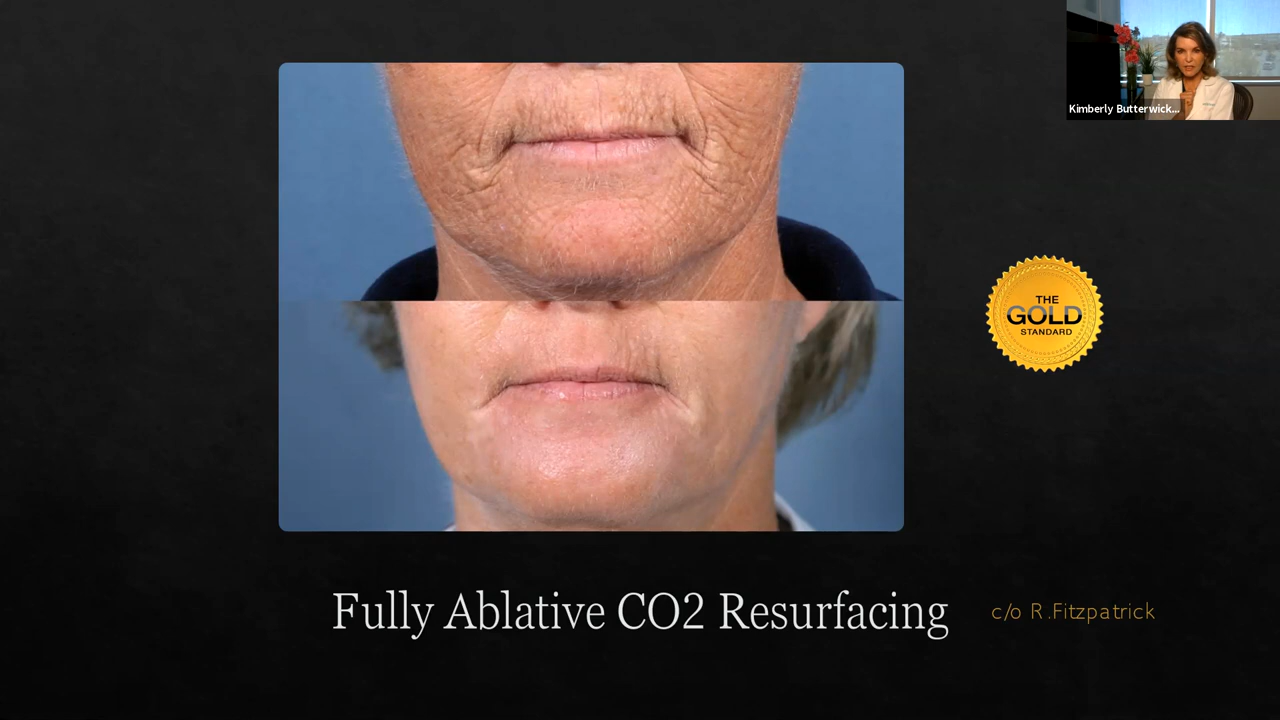 Kimberly Butterwick...
THE
GOLD
STANDARD
Fully Ablative CO2 Resurfacing
c/o R.Fitzpatrick